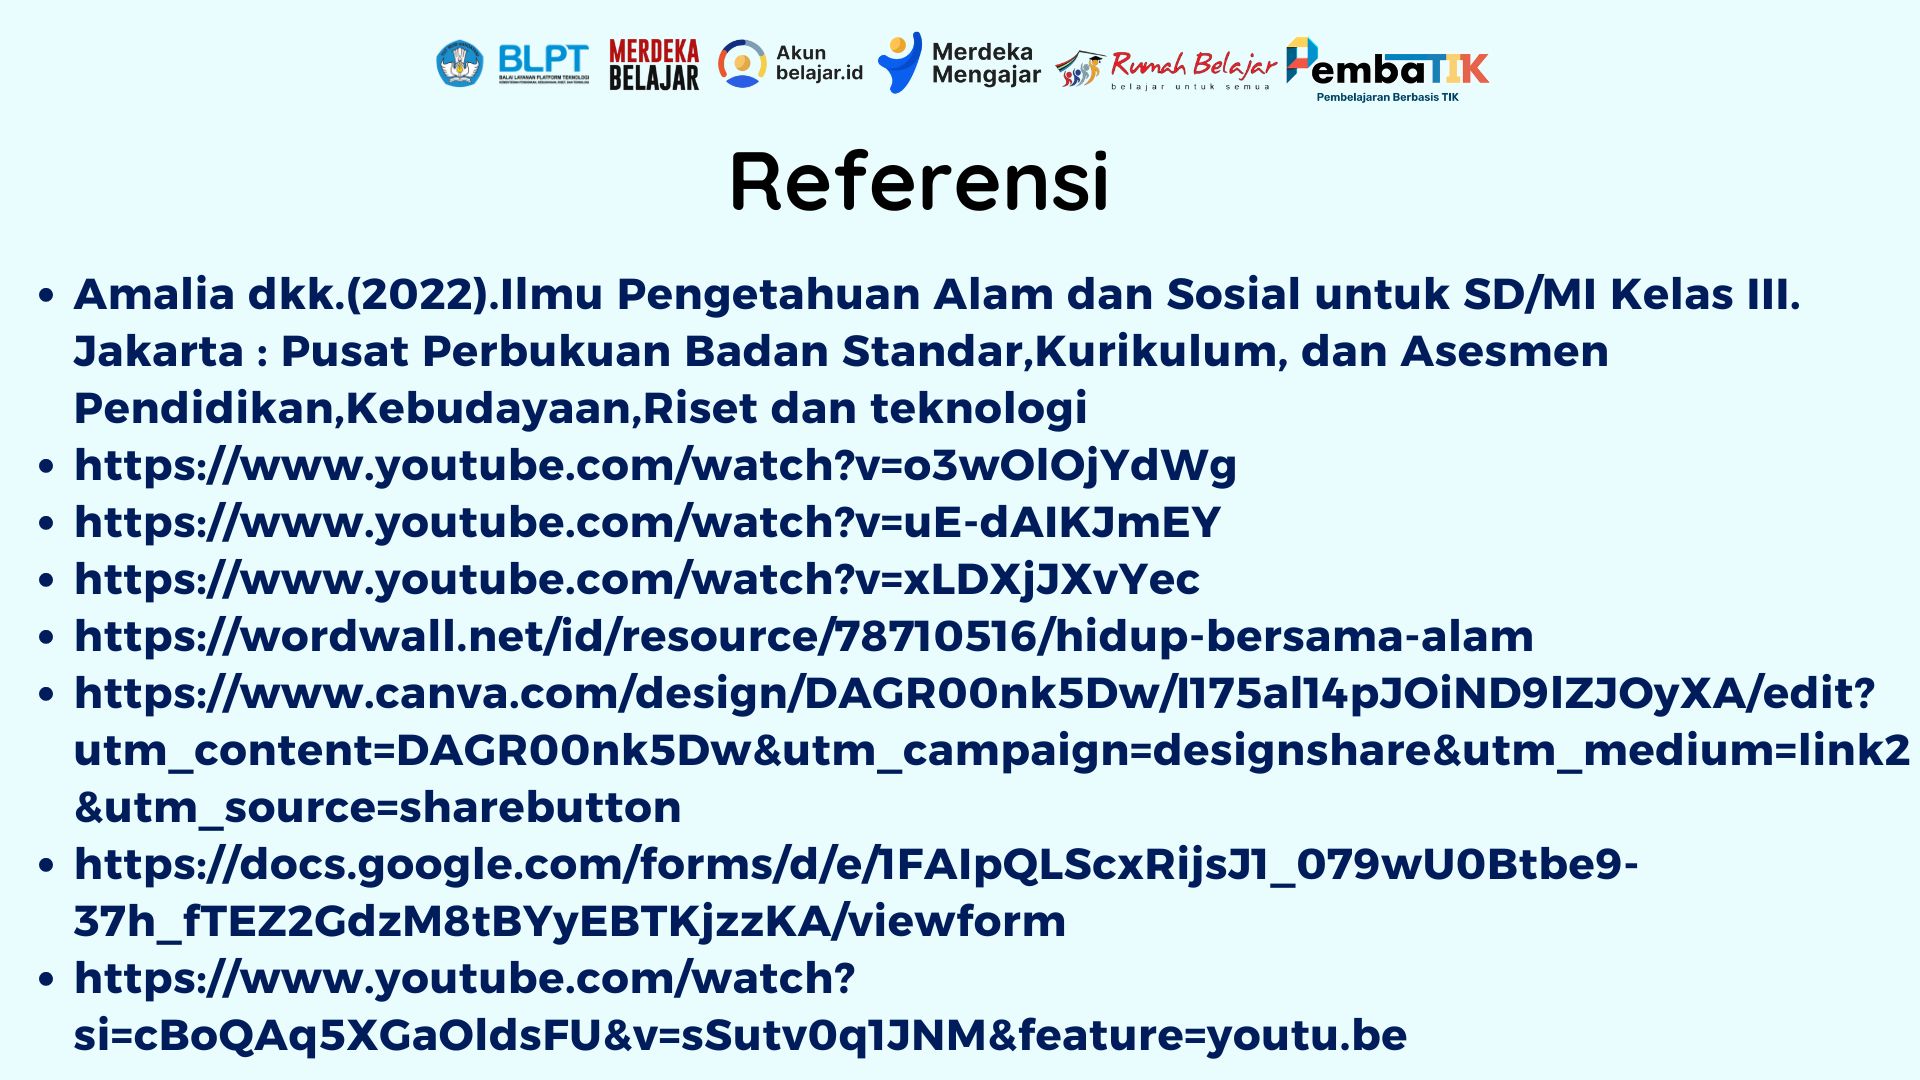 BLPT
BALAI LAYANAN PLATFORM TEKNOLOGI
MERDEKA
BELAJAR
Akun
belajar.id
Merdeka
Mengajar
Rumah Belajar
belajar untuk semua
PembaTIK
Pembelajaran Berbasis TIK
Referensi
• Amalia dkk.(2022).Ilmu Pengetahuan Alam dan Sosial untuk SD/MI Kelas III.
Jakarta : Pusat Perbukuan Badan Standar,Kurikulum, dan Asesmen
Pendidikan,Kebudayaan,Riset dan teknologi
• https://www.youtube.com/watch?v=o3wOlOjYdWg
• https://www.youtube.com/watch?v=uE-dAIKJmEY
• https://www.youtube.com/watch?v=xLDXjJXvYec
• https://wordwall.net/id/resource/78710516/hidup-bersama-alam
• https://www.canva.com/design/DAGR00nk5Dw/I175al14pJOiND9lZJOyXA/edit?
utm_content=DAGR00nk5Dw&utm_campaign=designshare&utm_medium=link2
&utm_source=sharebutton
• https://docs.google.com/forms/d/e/1FAIpQLScxRijsJ1_079wU0Btbe9-
37h_fTEZ2GdzM8tBYyEBTKjzzKA/viewform
• https://www.youtube.com/watch?
si=cBoQAq5XGaOldsFU&v=sSutv0q1JNM&feature=youtu.be